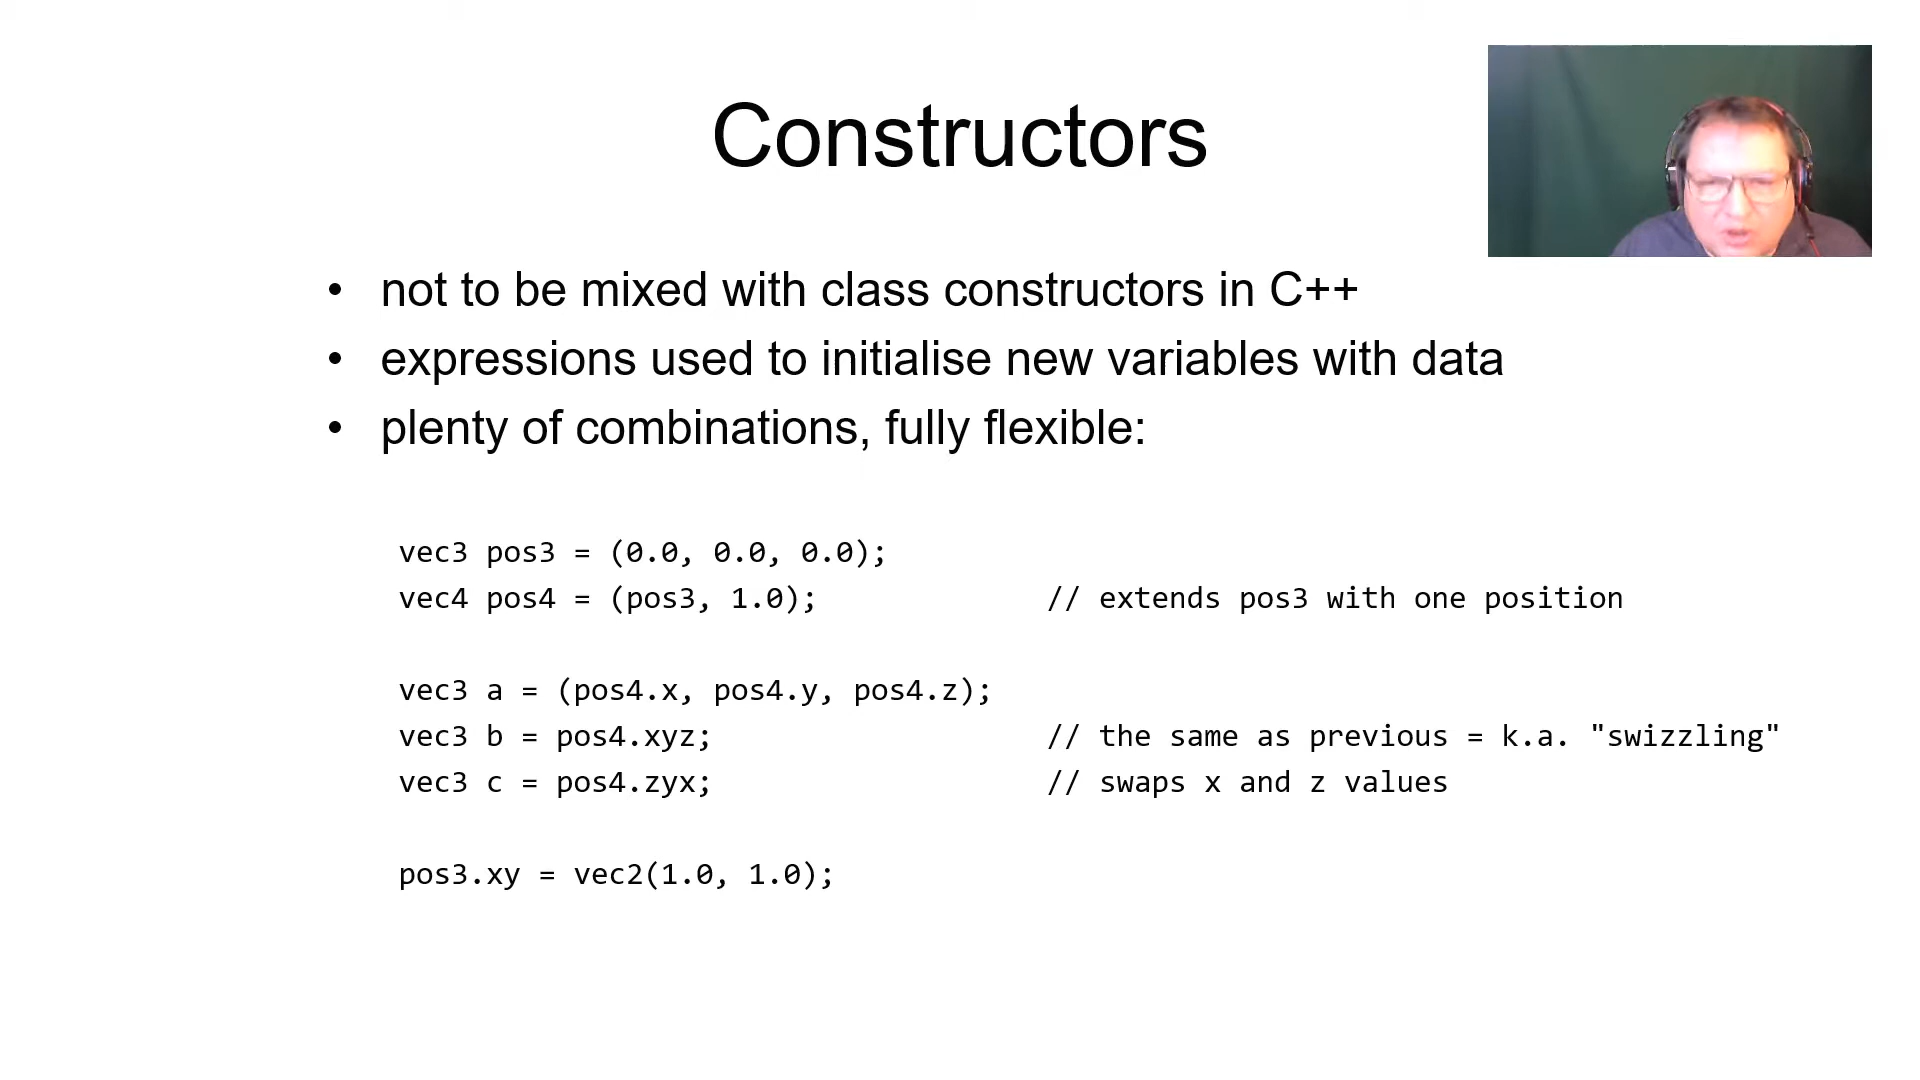 Constructors
• not to be mixed with class constructors in C++
• expressions used to initialise new variables with data
• plenty of combinations, fully flexible:
vec3 pos3 = (0.0, 0.0, 0.0);
vec4 pos4 = (pos3, 1.0); // extends pos3 with one position
vec3 a = (pos4.x, pos4.y, pos4.z);
vec3 b = pos4.xyz; // the same as previous = k.a. "swizzling"
vec3 c = pos4.zyx; // swaps x and z values
pos3.xy = vec2(1.0, 1.0);